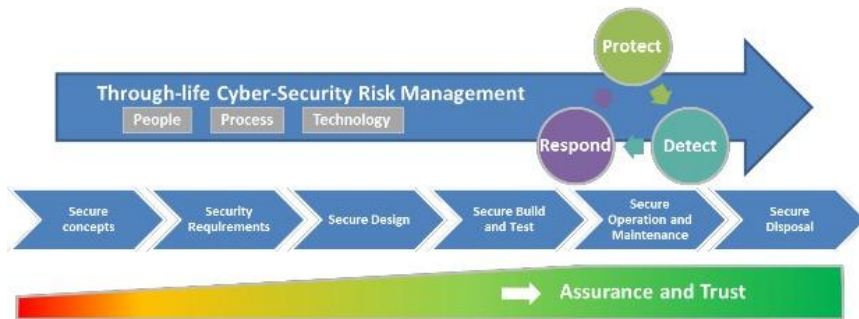 Protect
Through-life Cyber-Security Risk Management
People Process Technology
Respond Detect
Secure
concepts
Security
Requirements
Secure Design
Secure Build
and Test
Secure
Operation and
Maintenance
Secure
Disposal
Assurance and Trust